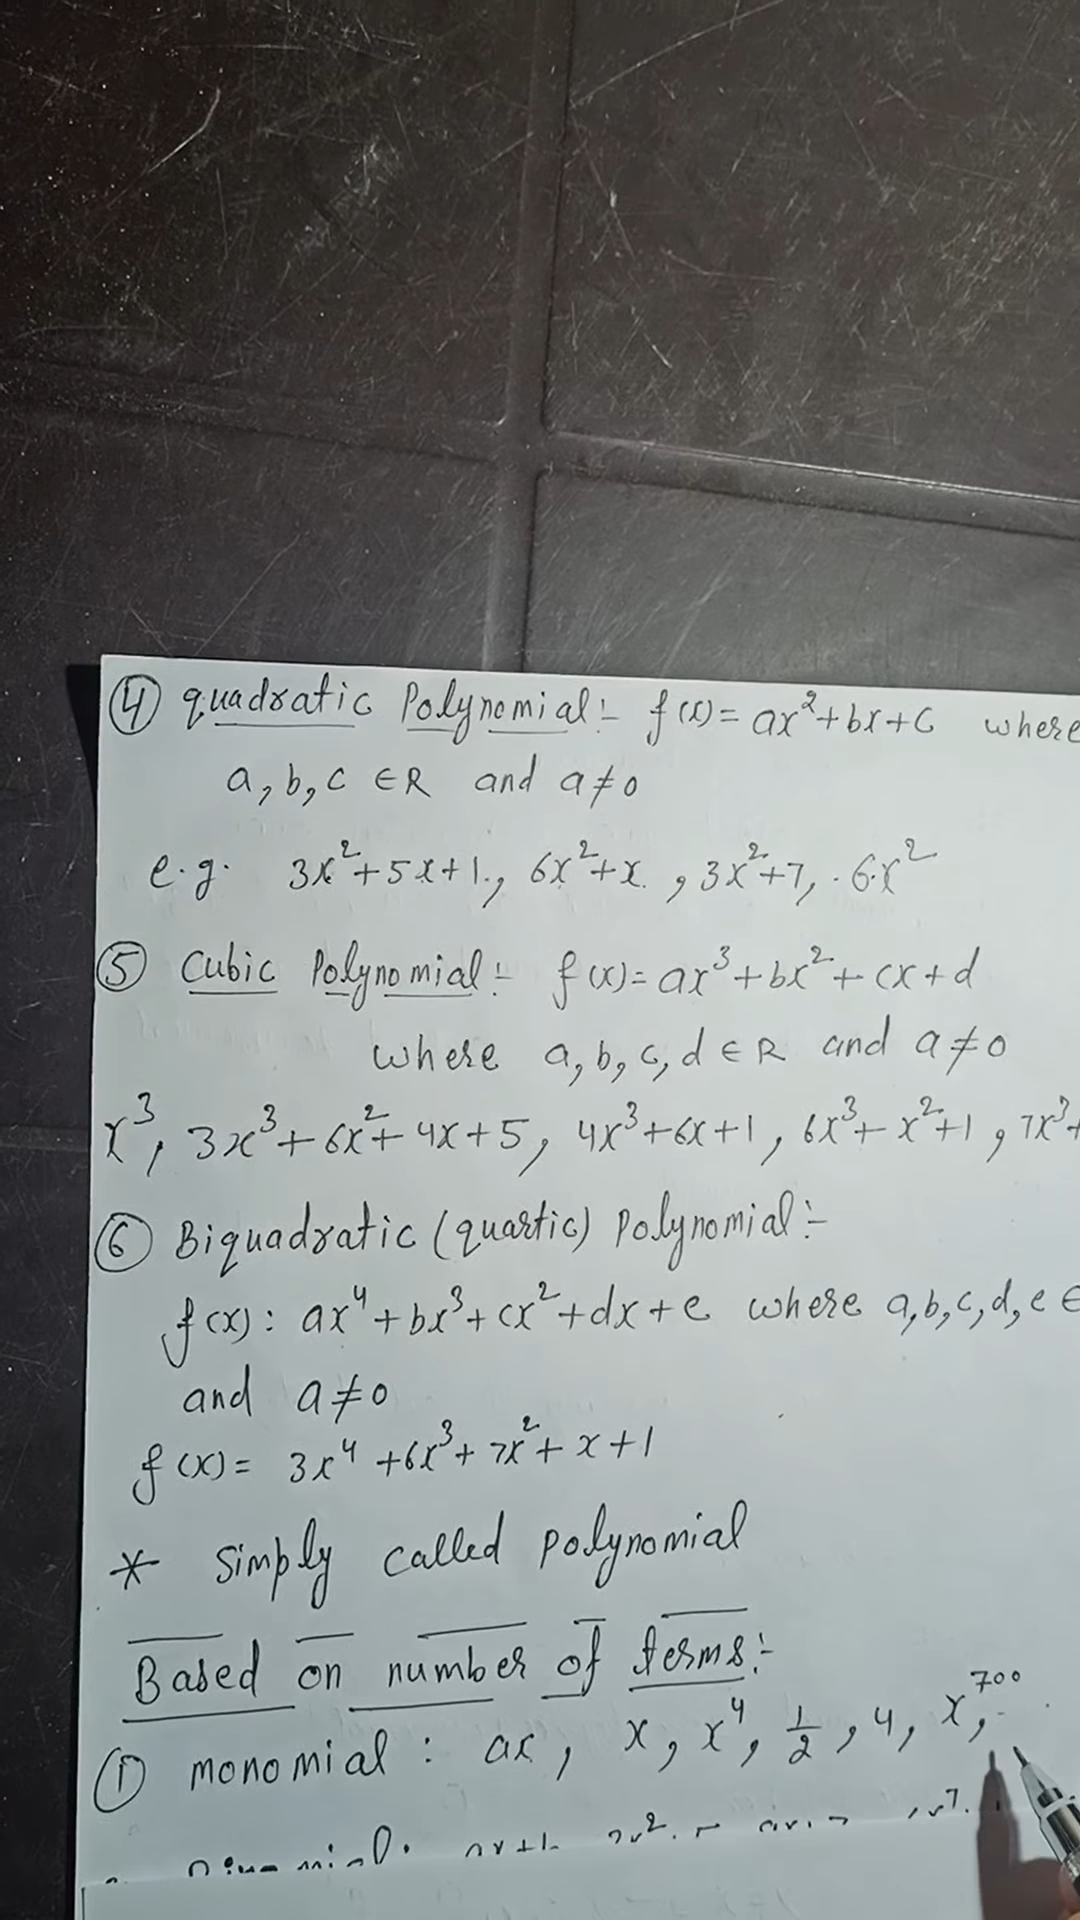 ④ quadratic Polynomial:- f(x)= ax²+bx+c where
a, b, c ∈R and a≠0
e.g. 3x²+5x+1, 6x²+x, 3x²+7, 6x²
⑤ Cubic Polynomial:- f(x)= ax³+bx²+cx+d
where a, b, c, d ∈ R and a≠0
x³, 3x³+6x²+4x+5, 4x³+6x+1, 6x³+x²+1, 7x³+
⑥ Biquadratic (quartic) Polynomial:-
f(x): ax⁴+bx³+cx²+dx+e where a,b,c,d,e ∈
and a≠0
f(x)= 3x⁴+6x³+7x²+x+1
* Simply called polynomial
Based on number of terms:-
① monomial: ax, x, x⁴, 1/2, 4, x⁷⁰⁰,